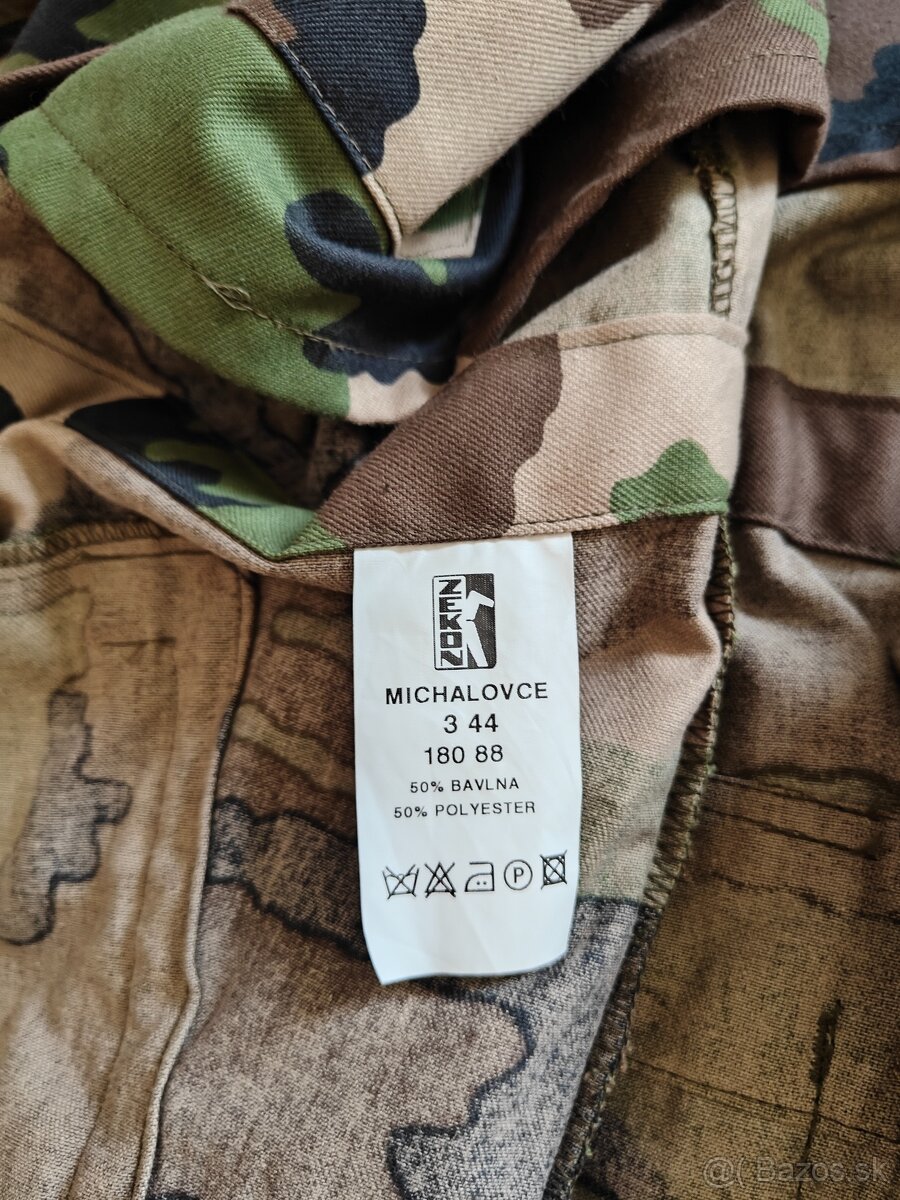 ZEKON
MICHALOVCE
3 44
180 88
50% BAVLNA
50% POLYESTER
P
@( Bazos.sk